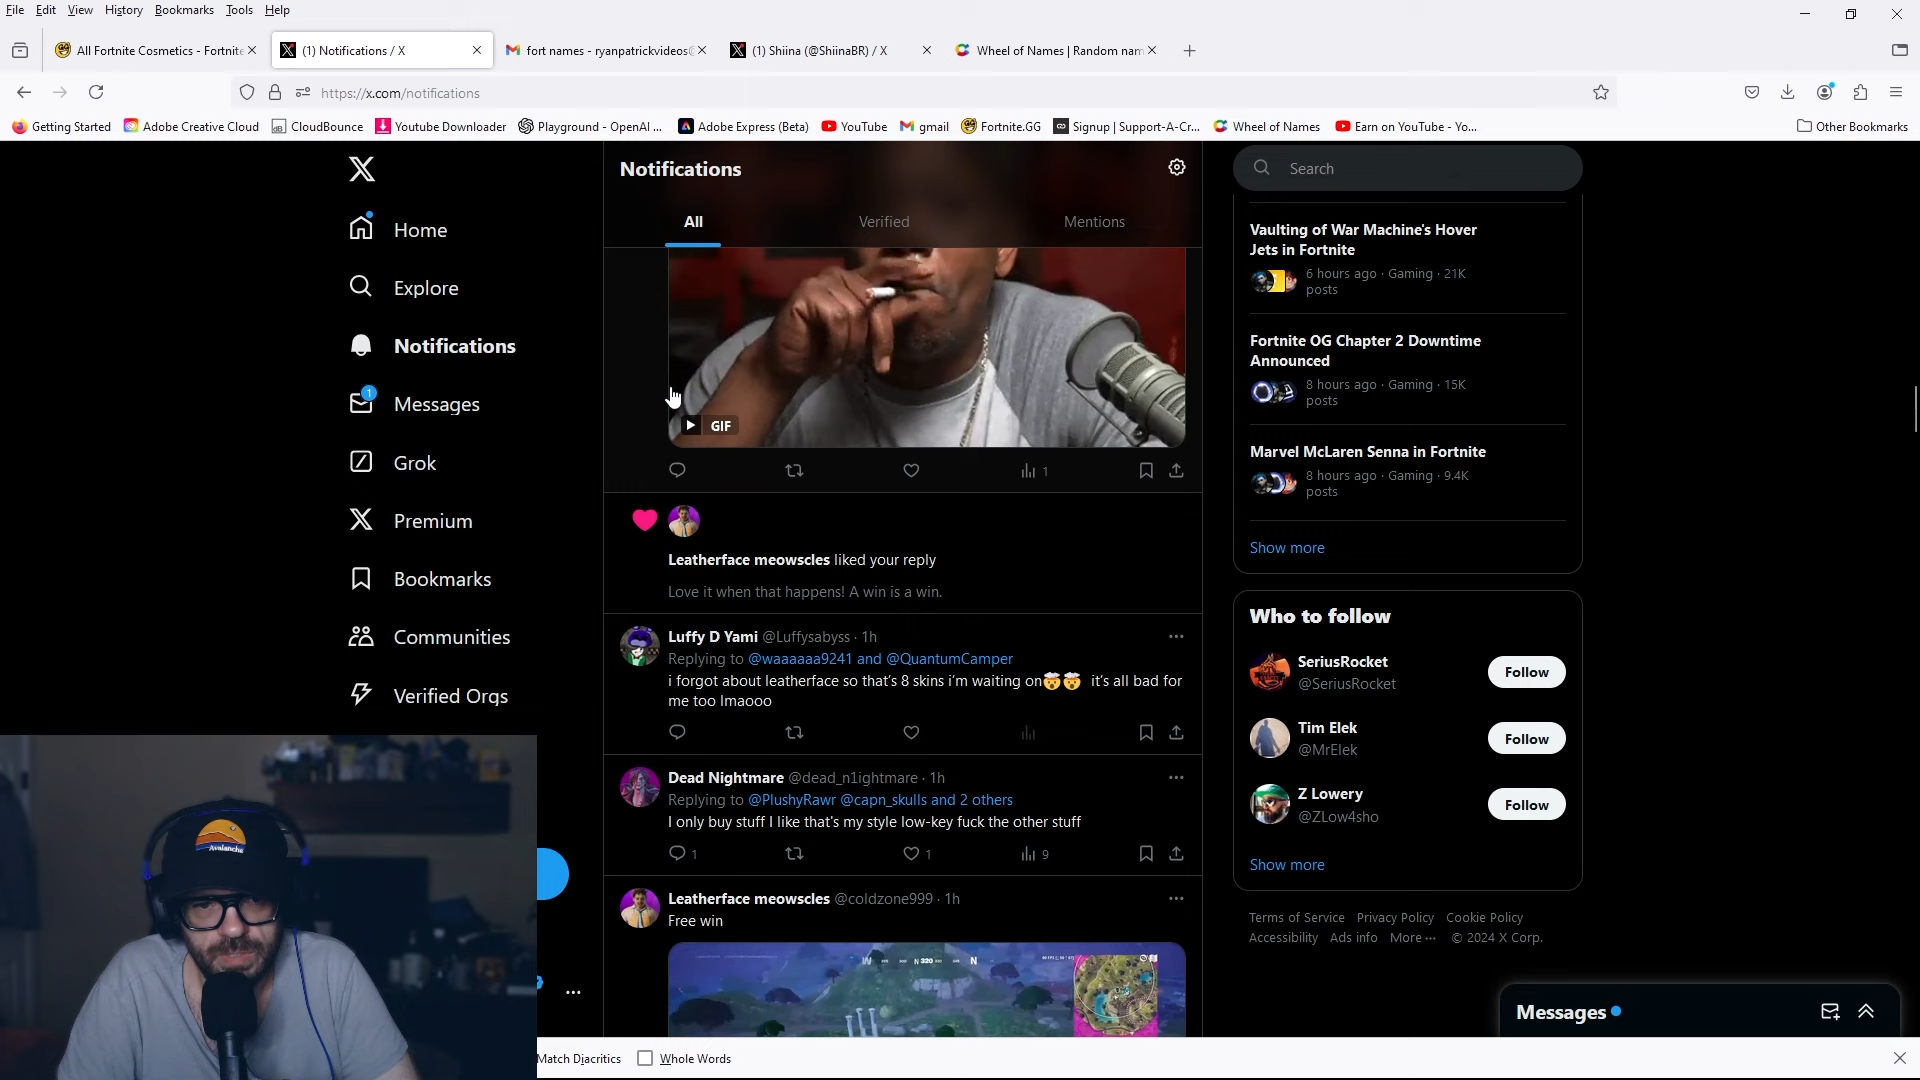 File Edit View History Bookmarks Tools Help
All Fortnite Cosmetics - Fortnite
(1) Notifications / X
fort names - ryanpatrickvideos@
(1) Shiina (@ShiinaBR) / X
Wheel of Names | Random nam
https://x.com/notifications
Getting Started
Adobe Creative Cloud
CloudBounce
Youtube Downloader
Playground - OpenAI ...
Adobe Express (Beta)
YouTube
gmail
Fortnite.GG
Signup | Support-A-Cr...
Wheel of Names
Earn on YouTube - Yo...
Other Bookmarks
Home
Explore
Notifications
1
Messages
Grok
Premium
Bookmarks
Communities
Verified Orgs
Notifications
All
Verified
Mentions
GIF
1
Leatherface meowscles liked your reply
Love it when that happens! A win is a win.
Luffy D Yami @Luffysabyss · 1h
Replying to @waaaaaa9241 and @QuantumCamper
i forgot about leatherface so that's 8 skins i'm waiting on🤯🤯 it's all bad for
me too lmaooo
Dead Nightmare @dead_n1ightmare · 1h
Replying to @PlushyRawr @capn_skulls and 2 others
I only buy stuff I like that's my style low-key fuck the other stuff
1 1 9
Leatherface meowscles @coldzone999 · 1h
Free win
W N 320 N
Search
Vaulting of War Machine's Hover
Jets in Fortnite
6 hours ago · Gaming · 21K
posts
Fortnite OG Chapter 2 Downtime
Announced
8 hours ago · Gaming · 15K
posts
Marvel McLaren Senna in Fortnite
8 hours ago · Gaming · 9.4K
posts
Show more
Who to follow
SeriusRocket
@SeriusRocket
Follow
Tim Elek
@MrElek
Follow
Z Lowery
@ZLow4sho
Follow
Show more
Terms of Service Privacy Policy Cookie Policy
Accessibility Ads info More ··· © 2024 X Corp.
Messages
Avalanche
Match Diacritics
Whole Words